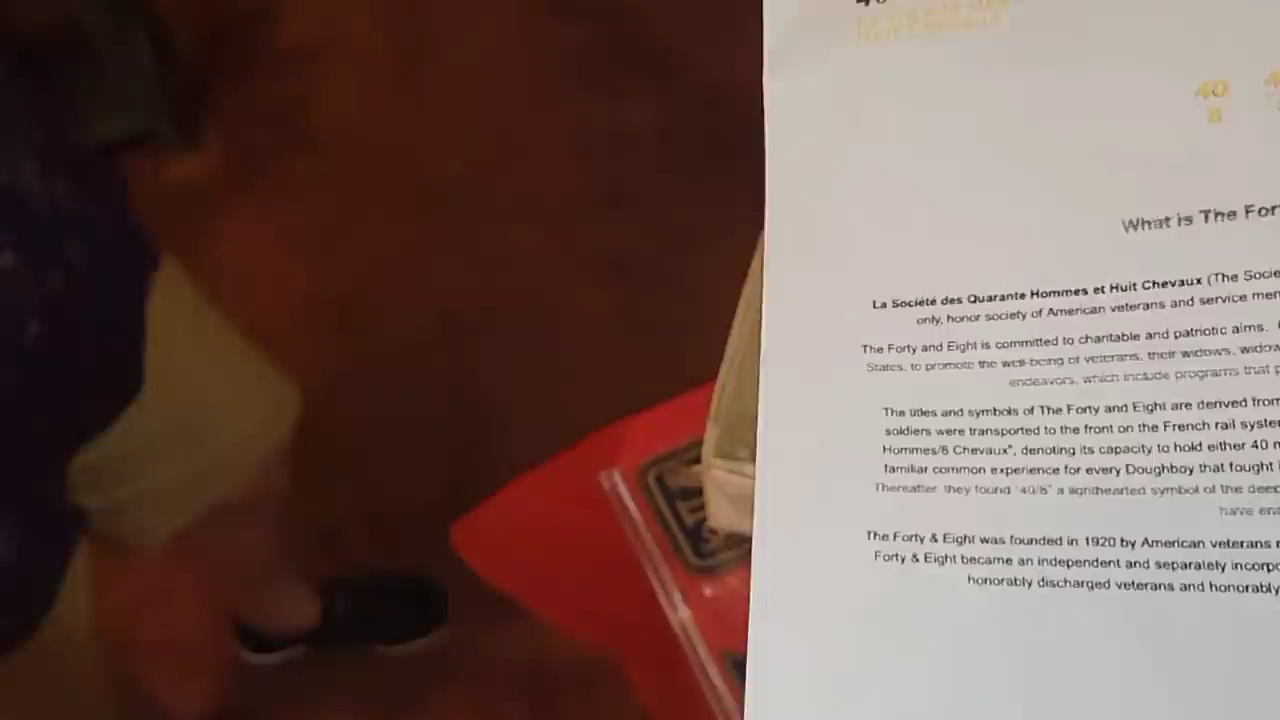 40
40
8
What is The For
La Société des Quarante Hommes et Huit Chevaux (The Socie
only, honor society of American veterans and service mem
The Forty and Eight is committed to charitable and patriotic aims.
States, to promote the well-being of veterans, their widows, widow
endeavors, which include programs that p
The titles and symbols of The Forty and Eight are derived from
soldiers were transported to the front on the French rail syste
Hommes/8 Chevaux", denoting its capacity to hold either 40 m
familiar common experience for every Doughboy that fought i
Thereafter, they found "40/8" a lighthearted symbol of the deep
have end
The Forty & Eight was founded in 1920 by American veterans r
Forty & Eight became an independent and separately incorpo
honorably discharged veterans and honorably